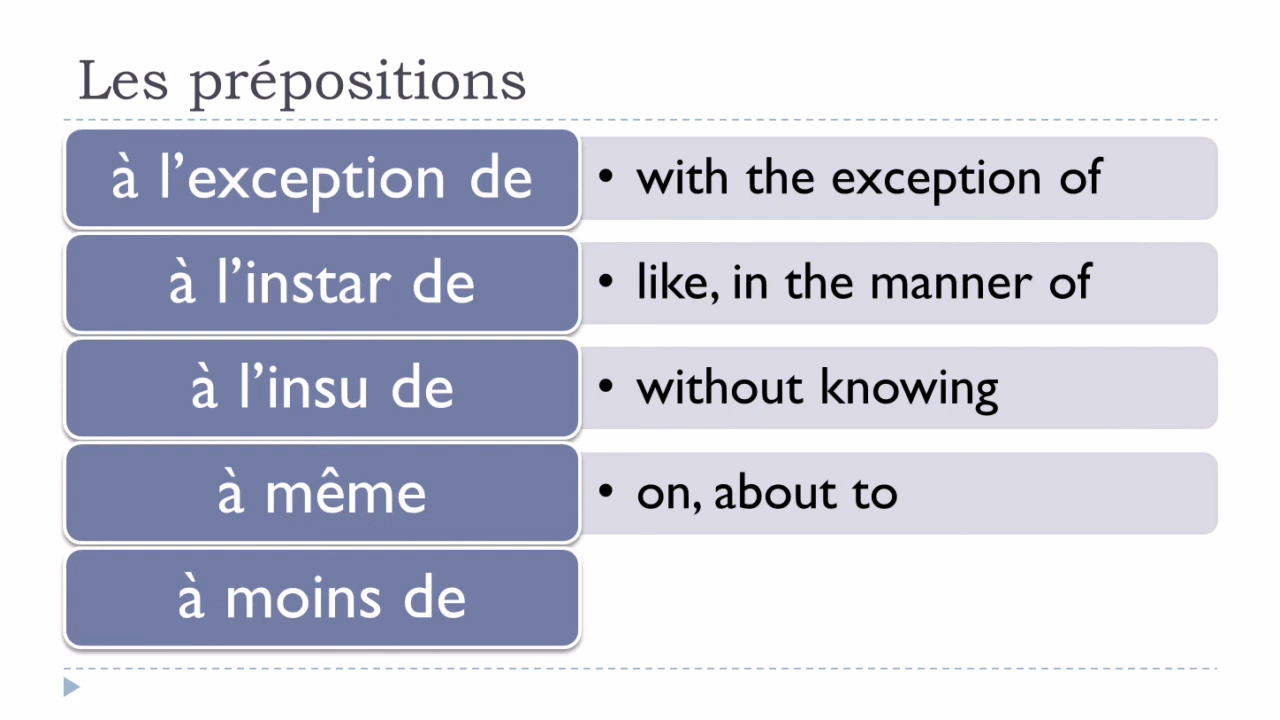 Les prépositions
à l’exception de
• with the exception of
à l’instar de
• like, in the manner of
à l’insu de
• without knowing
à même
• on, about to
à moins de